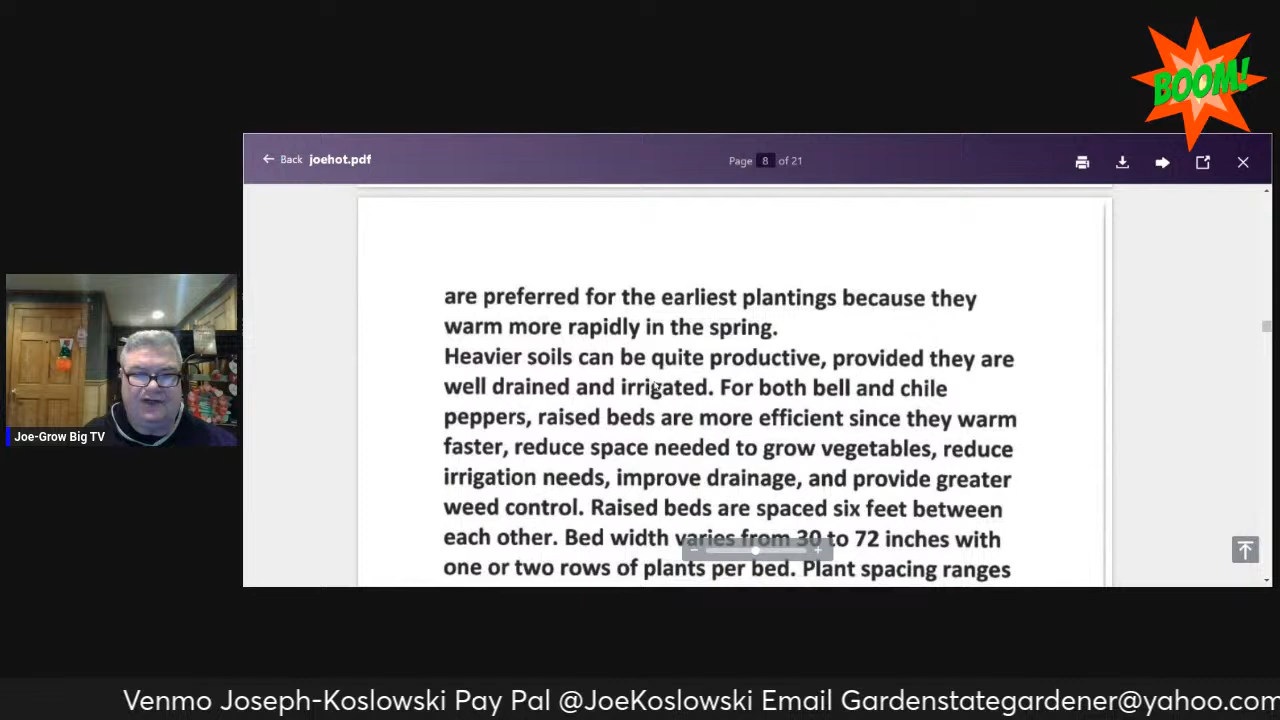 BOOM!
Back joehot.pdf Page 8 of 21
are preferred for the earliest plantings because they
warm more rapidly in the spring.
Heavier soils can be quite productive, provided they are
well drained and irrigated. For both bell and chile
peppers, raised beds are more efficient since they warm
faster, reduce space needed to grow vegetables, reduce
irrigation needs, improve drainage, and provide greater
weed control. Raised beds are spaced six feet between
each other. Bed width varies from 30 to 72 inches with
one or two rows of plants per bed. Plant spacing ranges
Joe-Grow Big TV
Venmo Joseph-Koslowski Pay Pal @JoeKoslowski Email Gardenstategardener@yahoo.com